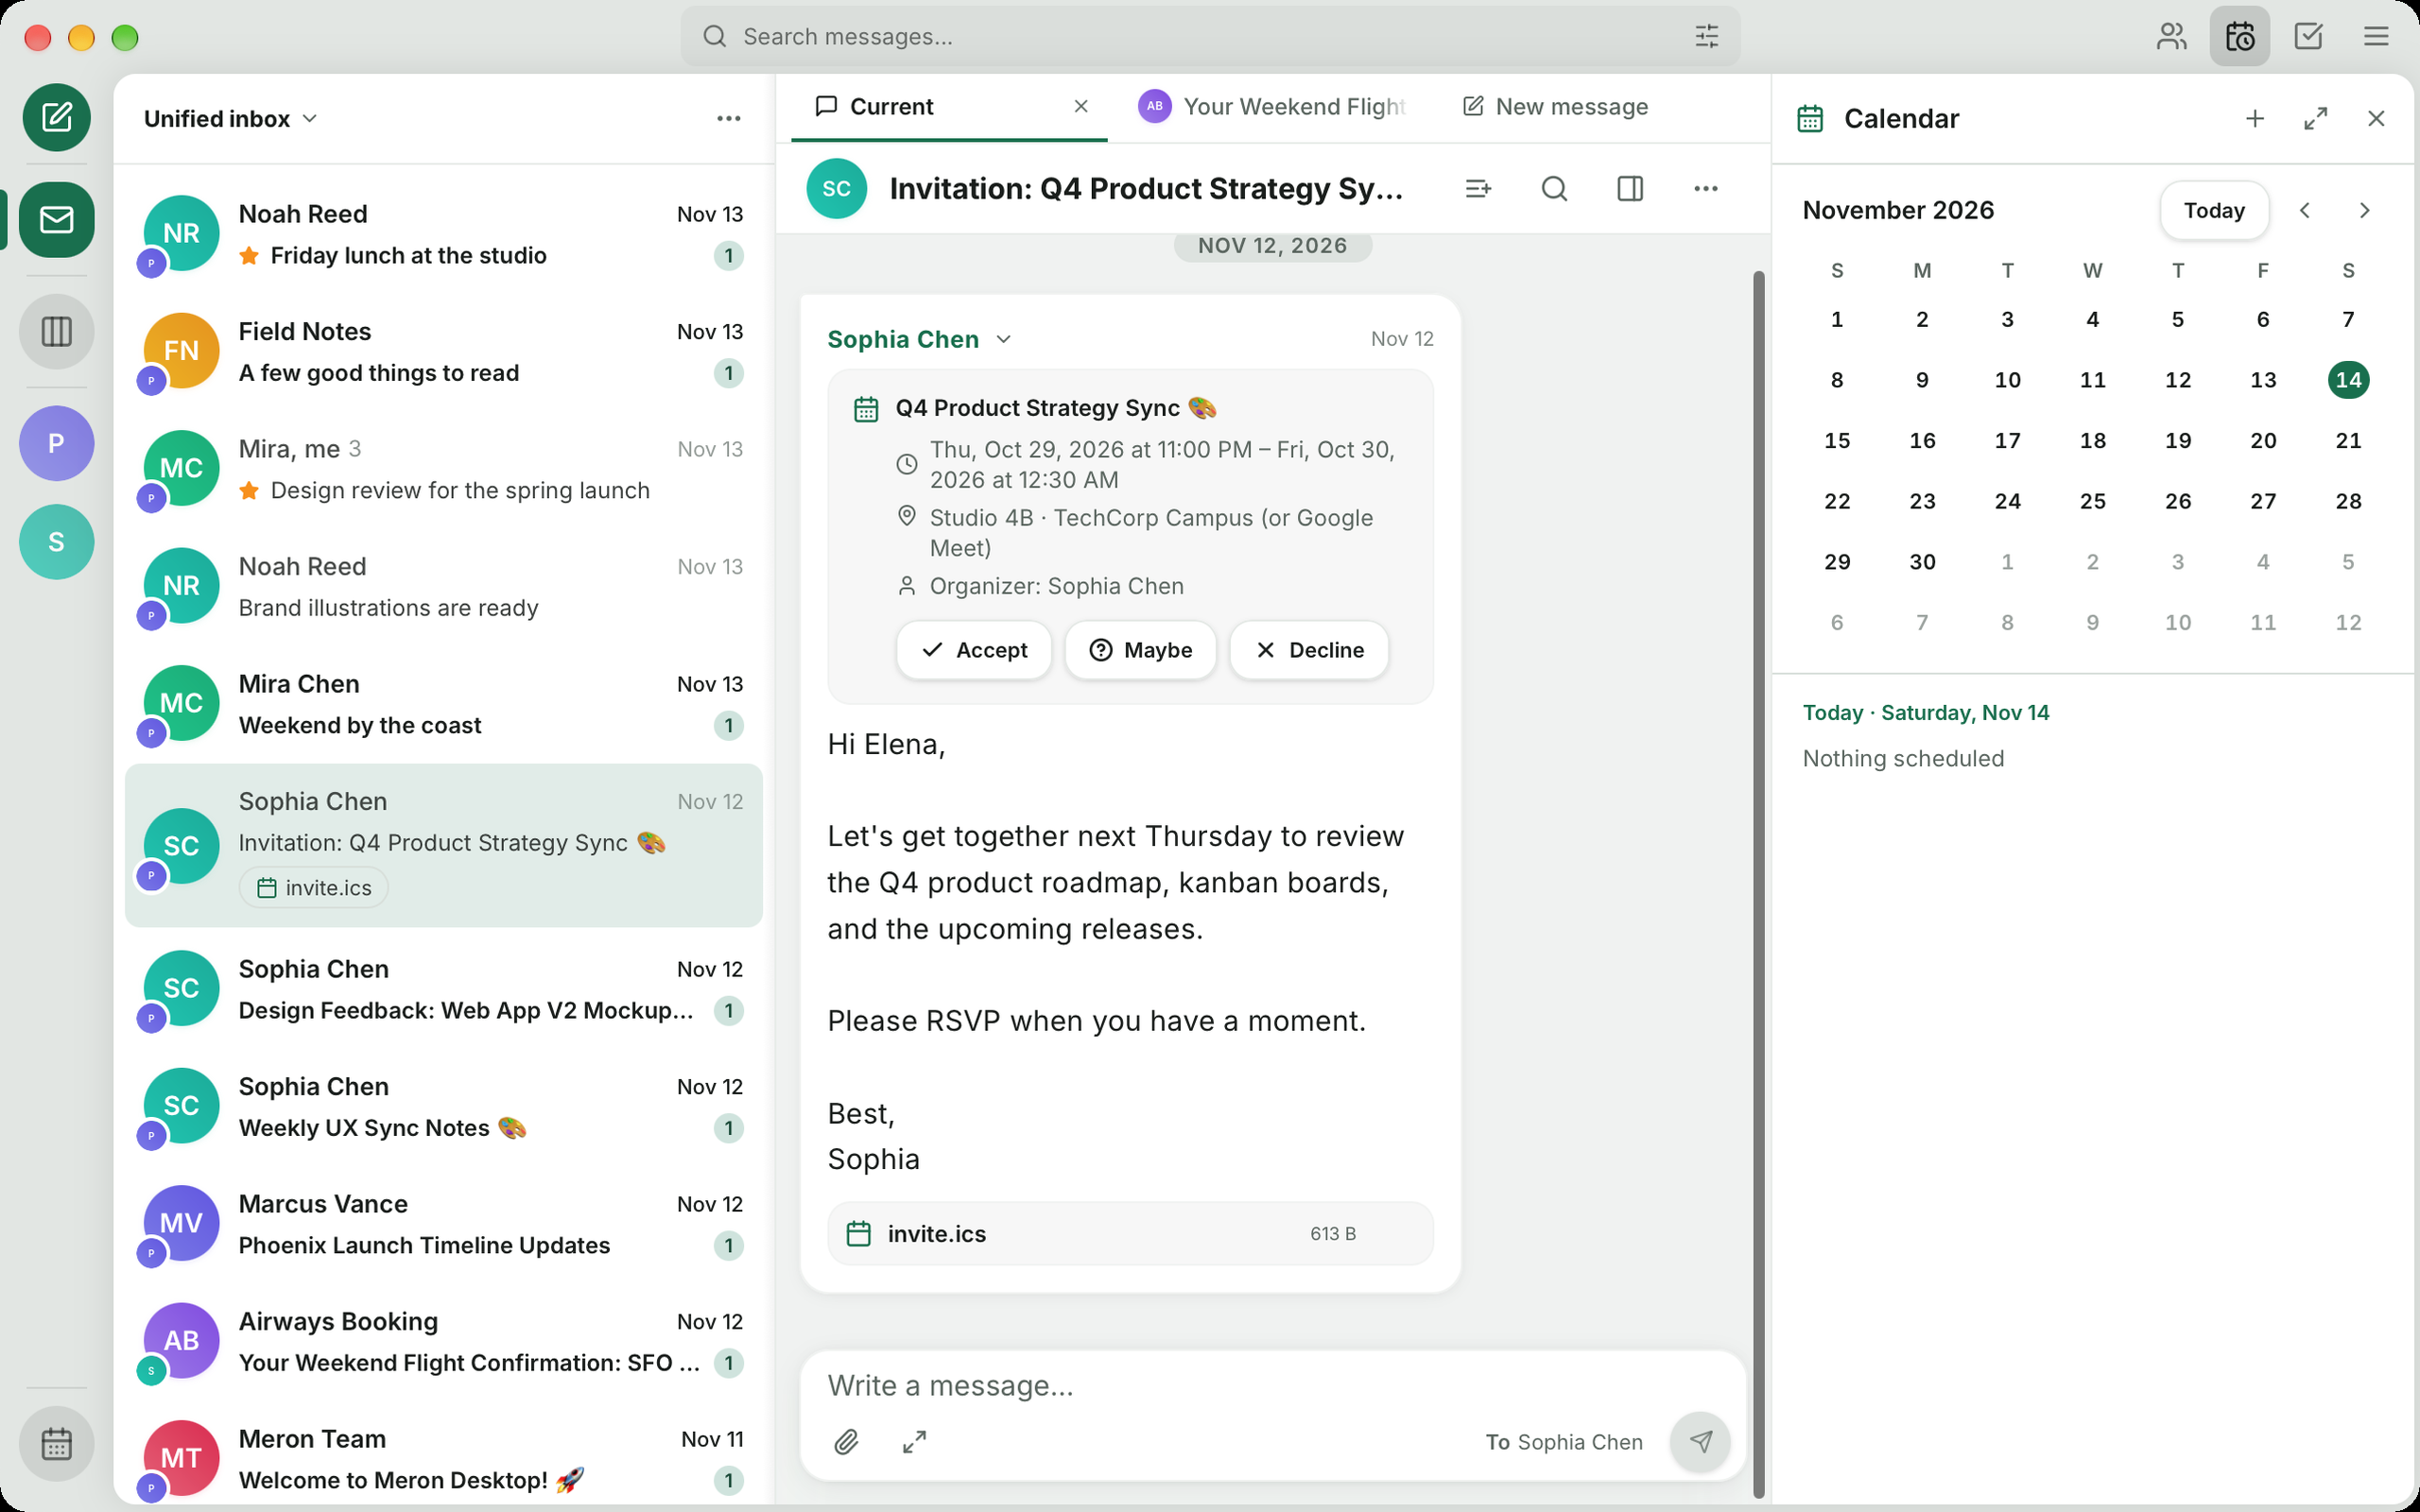 Search messages...
Unified inbox
NR
P
Noah Reed
Nov 13
Friday lunch at the studio
1
FN
P
Field Notes
Nov 13
A few good things to read
1
MC
P
Mira, me 3
Nov 13
Design review for the spring launch
NR
P
Noah Reed
Nov 13
Brand illustrations are ready
MC
P
Mira Chen
Nov 13
Weekend by the coast
1
SC
P
Sophia Chen
Nov 12
Invitation: Q4 Product Strategy Sync 🎨
invite.ics
SC
P
Sophia Chen
Nov 12
Design Feedback: Web App V2 Mockup...
1
SC
P
Sophia Chen
Nov 12
Weekly UX Sync Notes 🎨
1
MV
P
Marcus Vance
Nov 12
Phoenix Launch Timeline Updates
1
AB
S
Airways Booking
Nov 12
Your Weekend Flight Confirmation: SFO ...
1
MT
P
Meron Team
Nov 11
Welcome to Meron Desktop! 🚀
1
P
S
Current
AB
Your Weekend Flight
New message
SC
Invitation: Q4 Product Strategy Sy...
NOV 12, 2026
Sophia Chen
Nov 12
Q4 Product Strategy Sync 🎨
Thu, Oct 29, 2026 at 11:00 PM – Fri, Oct 30,
2026 at 12:30 AM
Studio 4B · TechCorp Campus (or Google
Meet)
Organizer: Sophia Chen
Accept
Maybe
Decline
Hi Elena,
Let's get together next Thursday to review
the Q4 product roadmap, kanban boards,
and the upcoming releases.
Please RSVP when you have a moment.
Best,
Sophia
invite.ics
613 B
Write a message...
To Sophia Chen
Calendar
November 2026
Today
S M T W T F S
1 2 3 4 5 6 7
8 9 10 11 12 13 14
15 16 17 18 19 20 21
22 23 24 25 26 27 28
29 30 1 2 3 4 5
6 7 8 9 10 11 12
Today · Saturday, Nov 14
Nothing scheduled